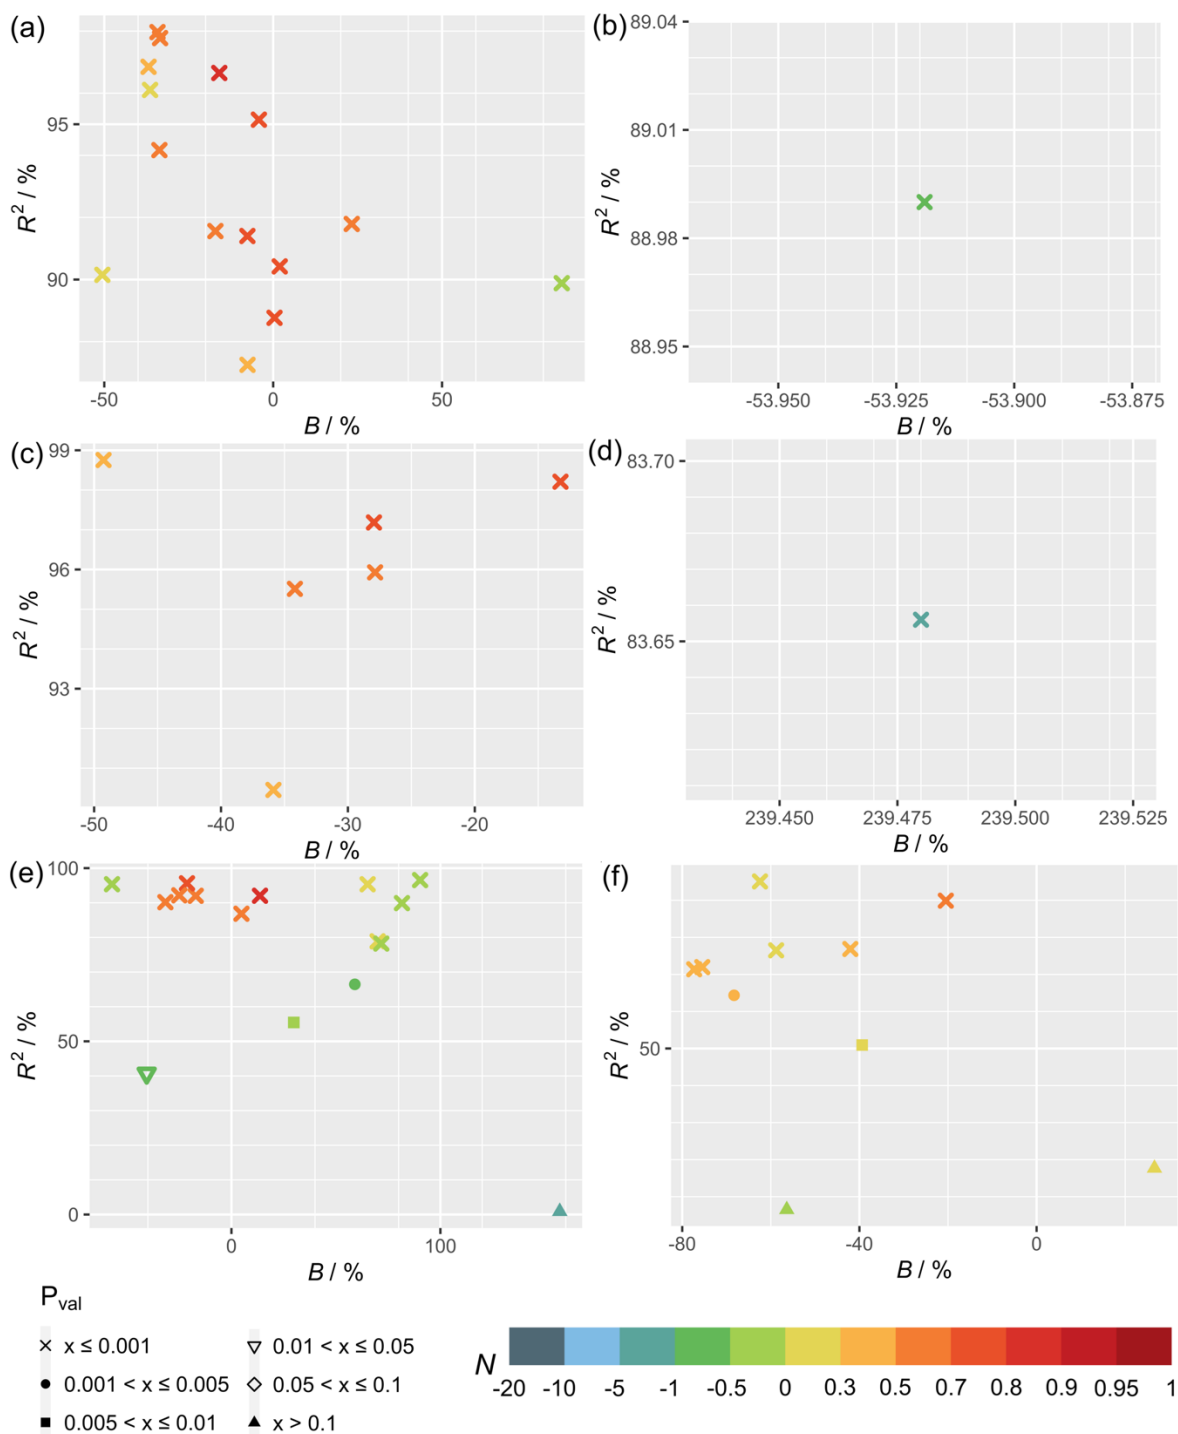 (a)
95
90
R² / %
-50 0 50
B / %
(b)
89.04
89.01
88.98
88.95
R² / %
-53.950 -53.925 -53.900 -53.875
B / %
(c)
99
96
93
R² / %
-50 -40 -30 -20
B / %
(d)
83.70
83.65
R² / %
239.450 239.475 239.500 239.525
B / %
(e)
100
50
0
R² / %
0 100
B / %
(f)
50
R² / %
-80 -40 0
B / %
Pval
x ≤ 0.001
0.001 < x ≤ 0.005
0.005 < x ≤ 0.01
0.01 < x ≤ 0.05
0.05 < x ≤ 0.1
x > 0.1
N
-20 -10 -5 -1 -0.5 0 0.3 0.5 0.7 0.8 0.9 0.95 1